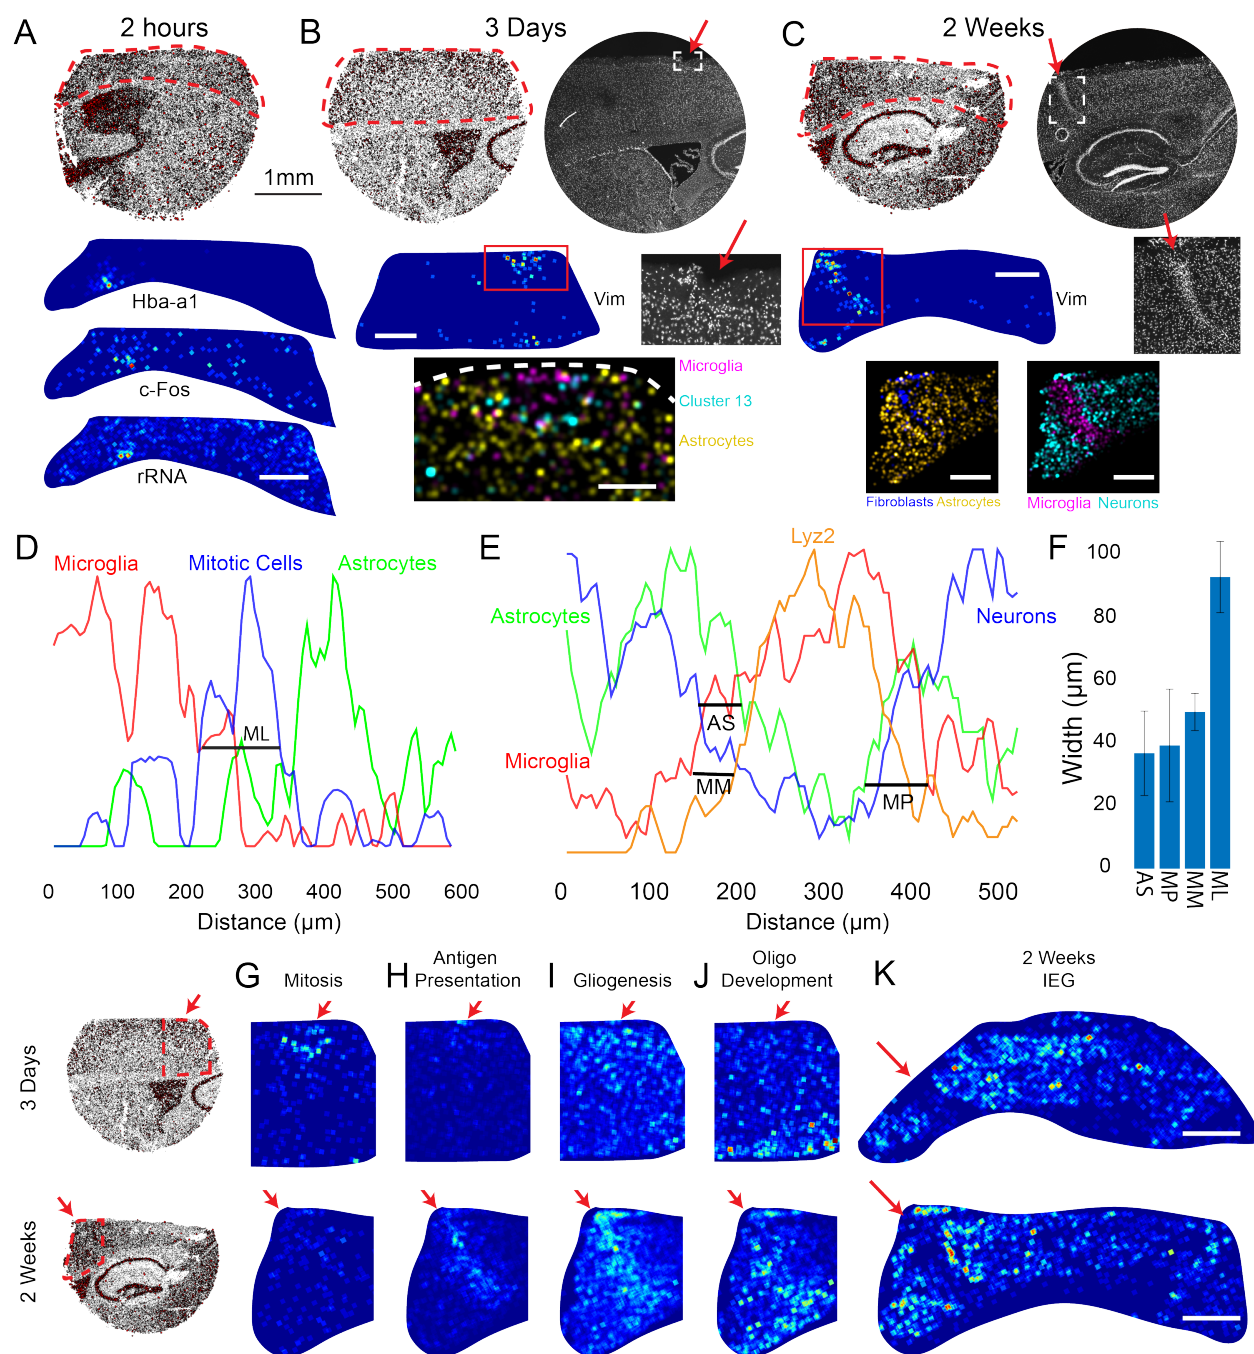 A
2 hours
B
3 Days
C
2 Weeks
1mm
Hba-a1
c-Fos
rRNA
Vim
Microglia
Cluster 13
Astrocytes
Vim
Fibroblasts Astrocytes
Microglia Neurons
D
Microglia
Mitotic Cells
Astrocytes
ML
0 100 200 300 400 500 600
Distance (µm)
E
Lyz2
Astrocytes
Neurons
Microglia
AS
MM
MP
0 100 200 300 400 500
Distance (µm)
F
Width (µm)
100
80
60
40
20
0
AS
MP
MM
ML
3 Days
2 Weeks
G
Mitosis
H
Antigen
Presentation
I
Gliogenesis
J
Oligo
Development
K
2 Weeks
IEG